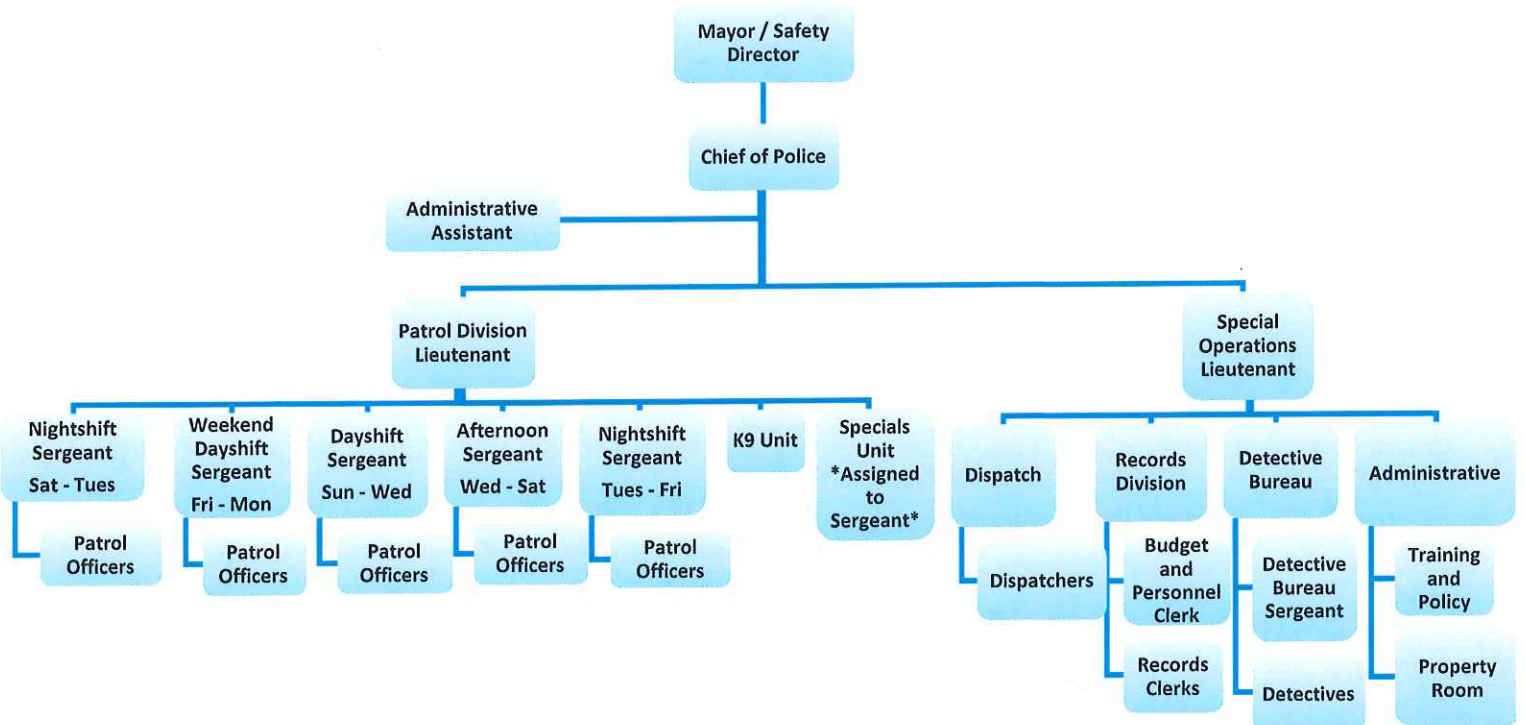 Mayor / Safety
Director
Chief of Police
Administrative
Assistant
Patrol Division
Lieutenant
Special
Operations
Lieutenant
Nightshift
Sergeant
Sat - Tues
Weekend
Dayshift
Sergeant
Fri - Mon
Dayshift
Sergeant
Sun - Wed
Afternoon
Sergeant
Wed - Sat
Nightshift
Sergeant
Tues - Fri
K9 Unit
Specials
Unit
*Assigned
to
Sergeant*
Dispatch
Records
Division
Detective
Bureau
Administrative
Patrol
Officers
Patrol
Officers
Patrol
Officers
Patrol
Officers
Patrol
Officers
Dispatchers
Budget
and
Personnel
Clerk
Records
Clerks
Detective
Bureau
Sergeant
Detectives
Training
and
Policy
Property
Room